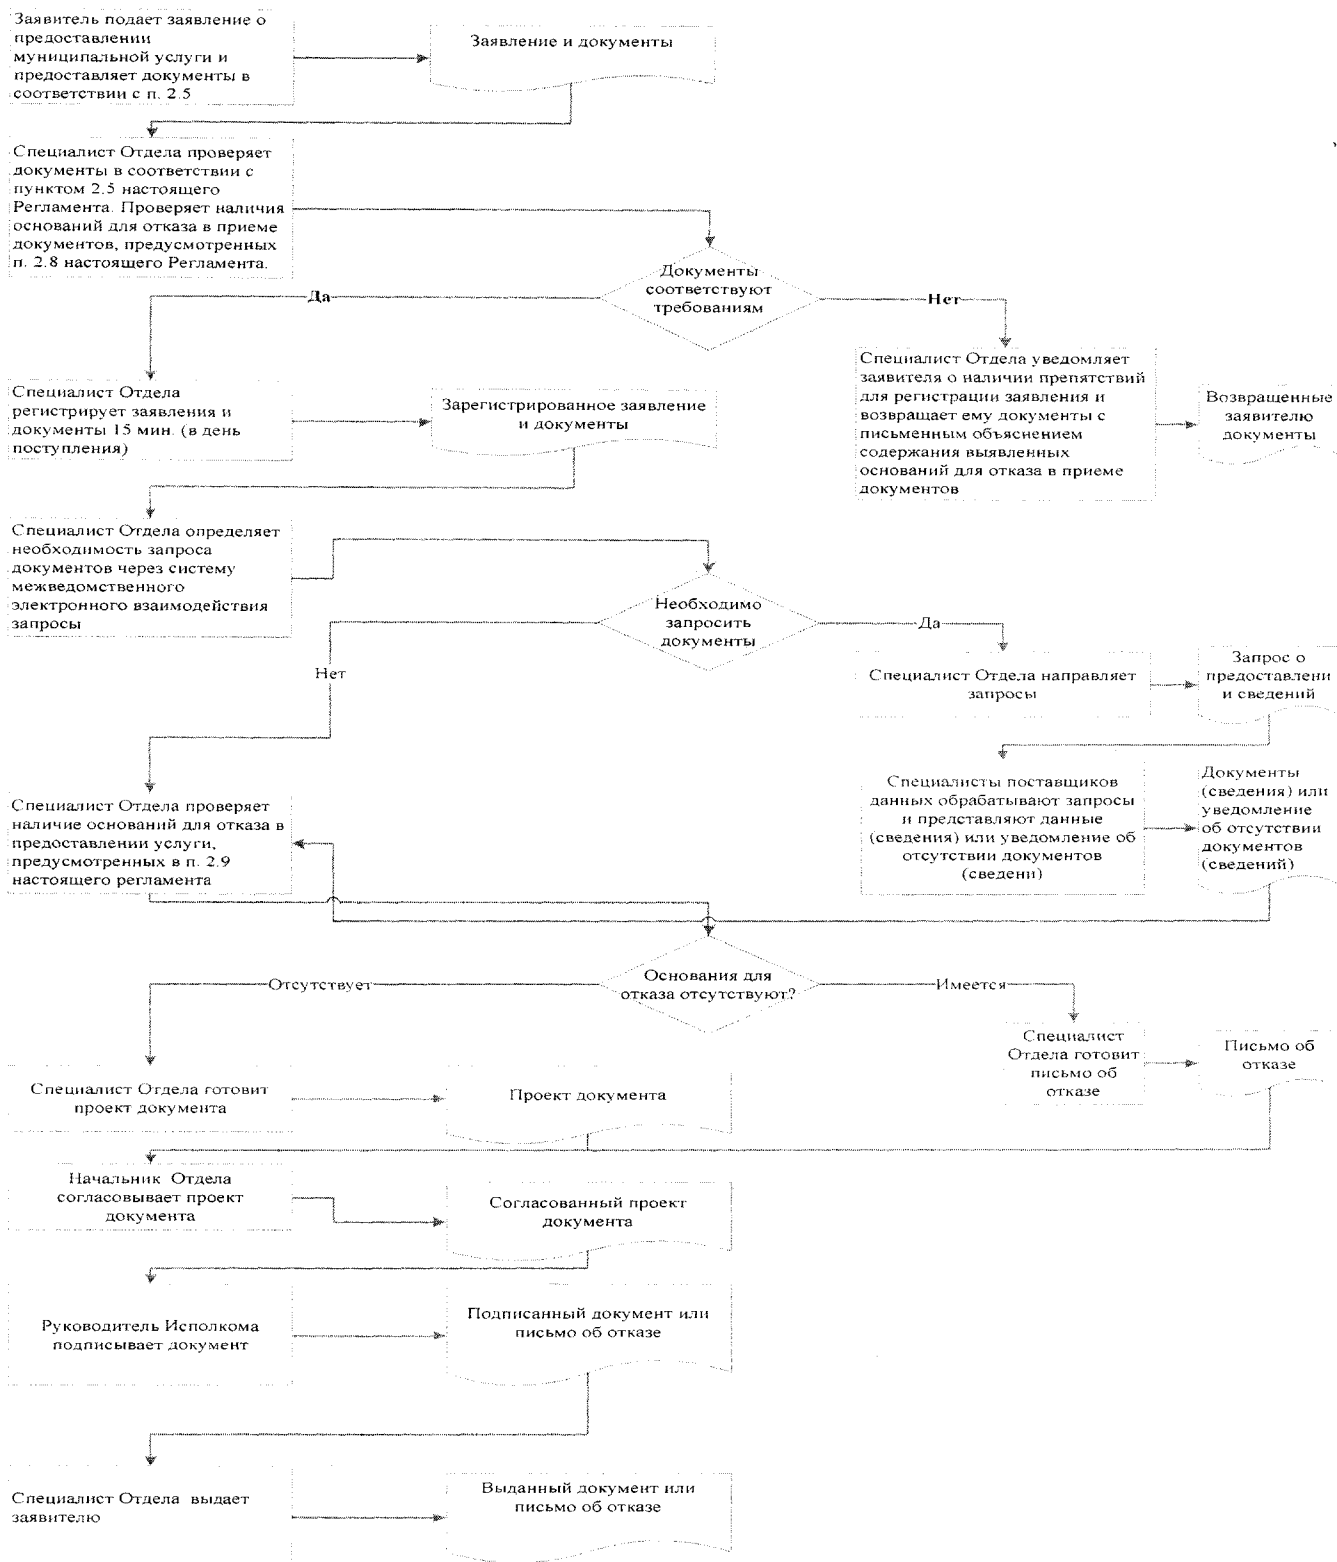 Заявитель подает заявление о
предоставлении
муниципальной услуги и
предоставляет документы в
соответствии с п. 2.5
Заявление и документы
Специалист Отдела проверяет
документы в соответствии с
пунктом 2.5 настоящего
Регламента. Проверяет наличия
оснований для отказа в приеме
документов, предусмотренных
п. 2.8 настоящего Регламента.
Документы
соответствуют
требованиям
Да
Нет
Специалист Отдела
регистрирует заявления и
документы 15 мин. (в день
поступления)
Зарегистрированное заявление
и документы
Специалист Отдела уведомляет
заявителя о наличии препятствий
для регистрации заявления и
возвращает ему документы с
письменным объяснением
содержания выявленных
оснований для отказа в приеме
документов
Возвращенные
заявителю
документы
Специалист Отдела определяет
необходимость запроса
документов через систему
межведомственного
электронного взаимодействия
запросы
Необходимо
запросить
документы
Да
Нет
Специалист Отдела направляет
запросы
Запрос о
предоставлени
и сведений
Специалист Отдела проверяет
наличие оснований для отказа в
предоставлении услуги,
предусмотренных в п. 2.9
настоящего регламента
Специалисты поставщиков
данных обрабатывают запросы
и представляют данные
(сведения) или уведомление об
отсутствии документов
(сведени)
Документы
(сведения) или
уведомление
об отсутствии
документов
(сведений)
Основания для
отказа отсутствуют?
Отсутствует
Имеется
Специалист
Отдела готовит
письмо об
отказе
Письмо об
отказе
Специалист Отдела готовит
проект документа
Проект документа
Начальник Отдела
согласовывает проект
документа
Согласованный проект
документа
Руководитель Исполкома
подписывает документ
Подписанный документ или
письмо об отказе
Специалист Отдела выдает
заявителю
Выданный документ или
письмо об отказе